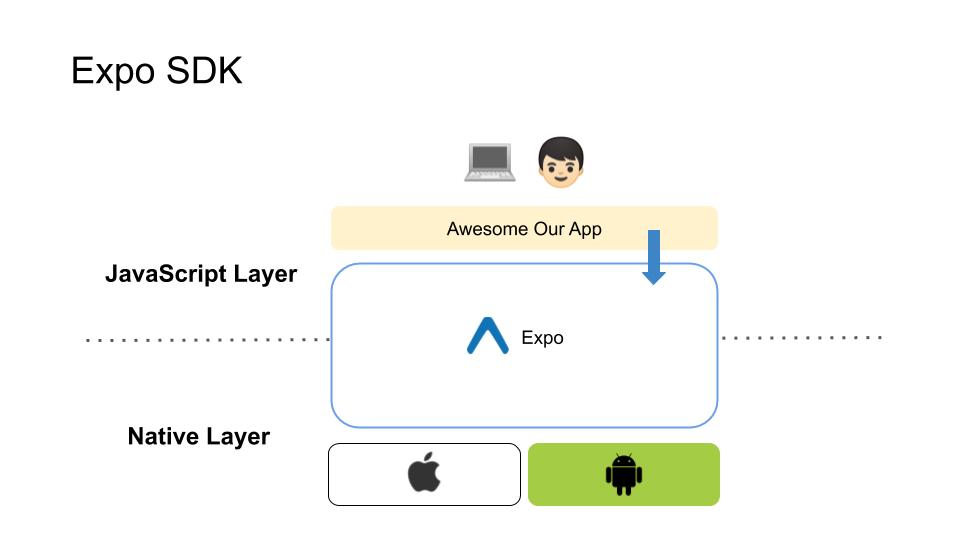 Expo SDK
Awesome Our App
JavaScript Layer
Expo
Native Layer